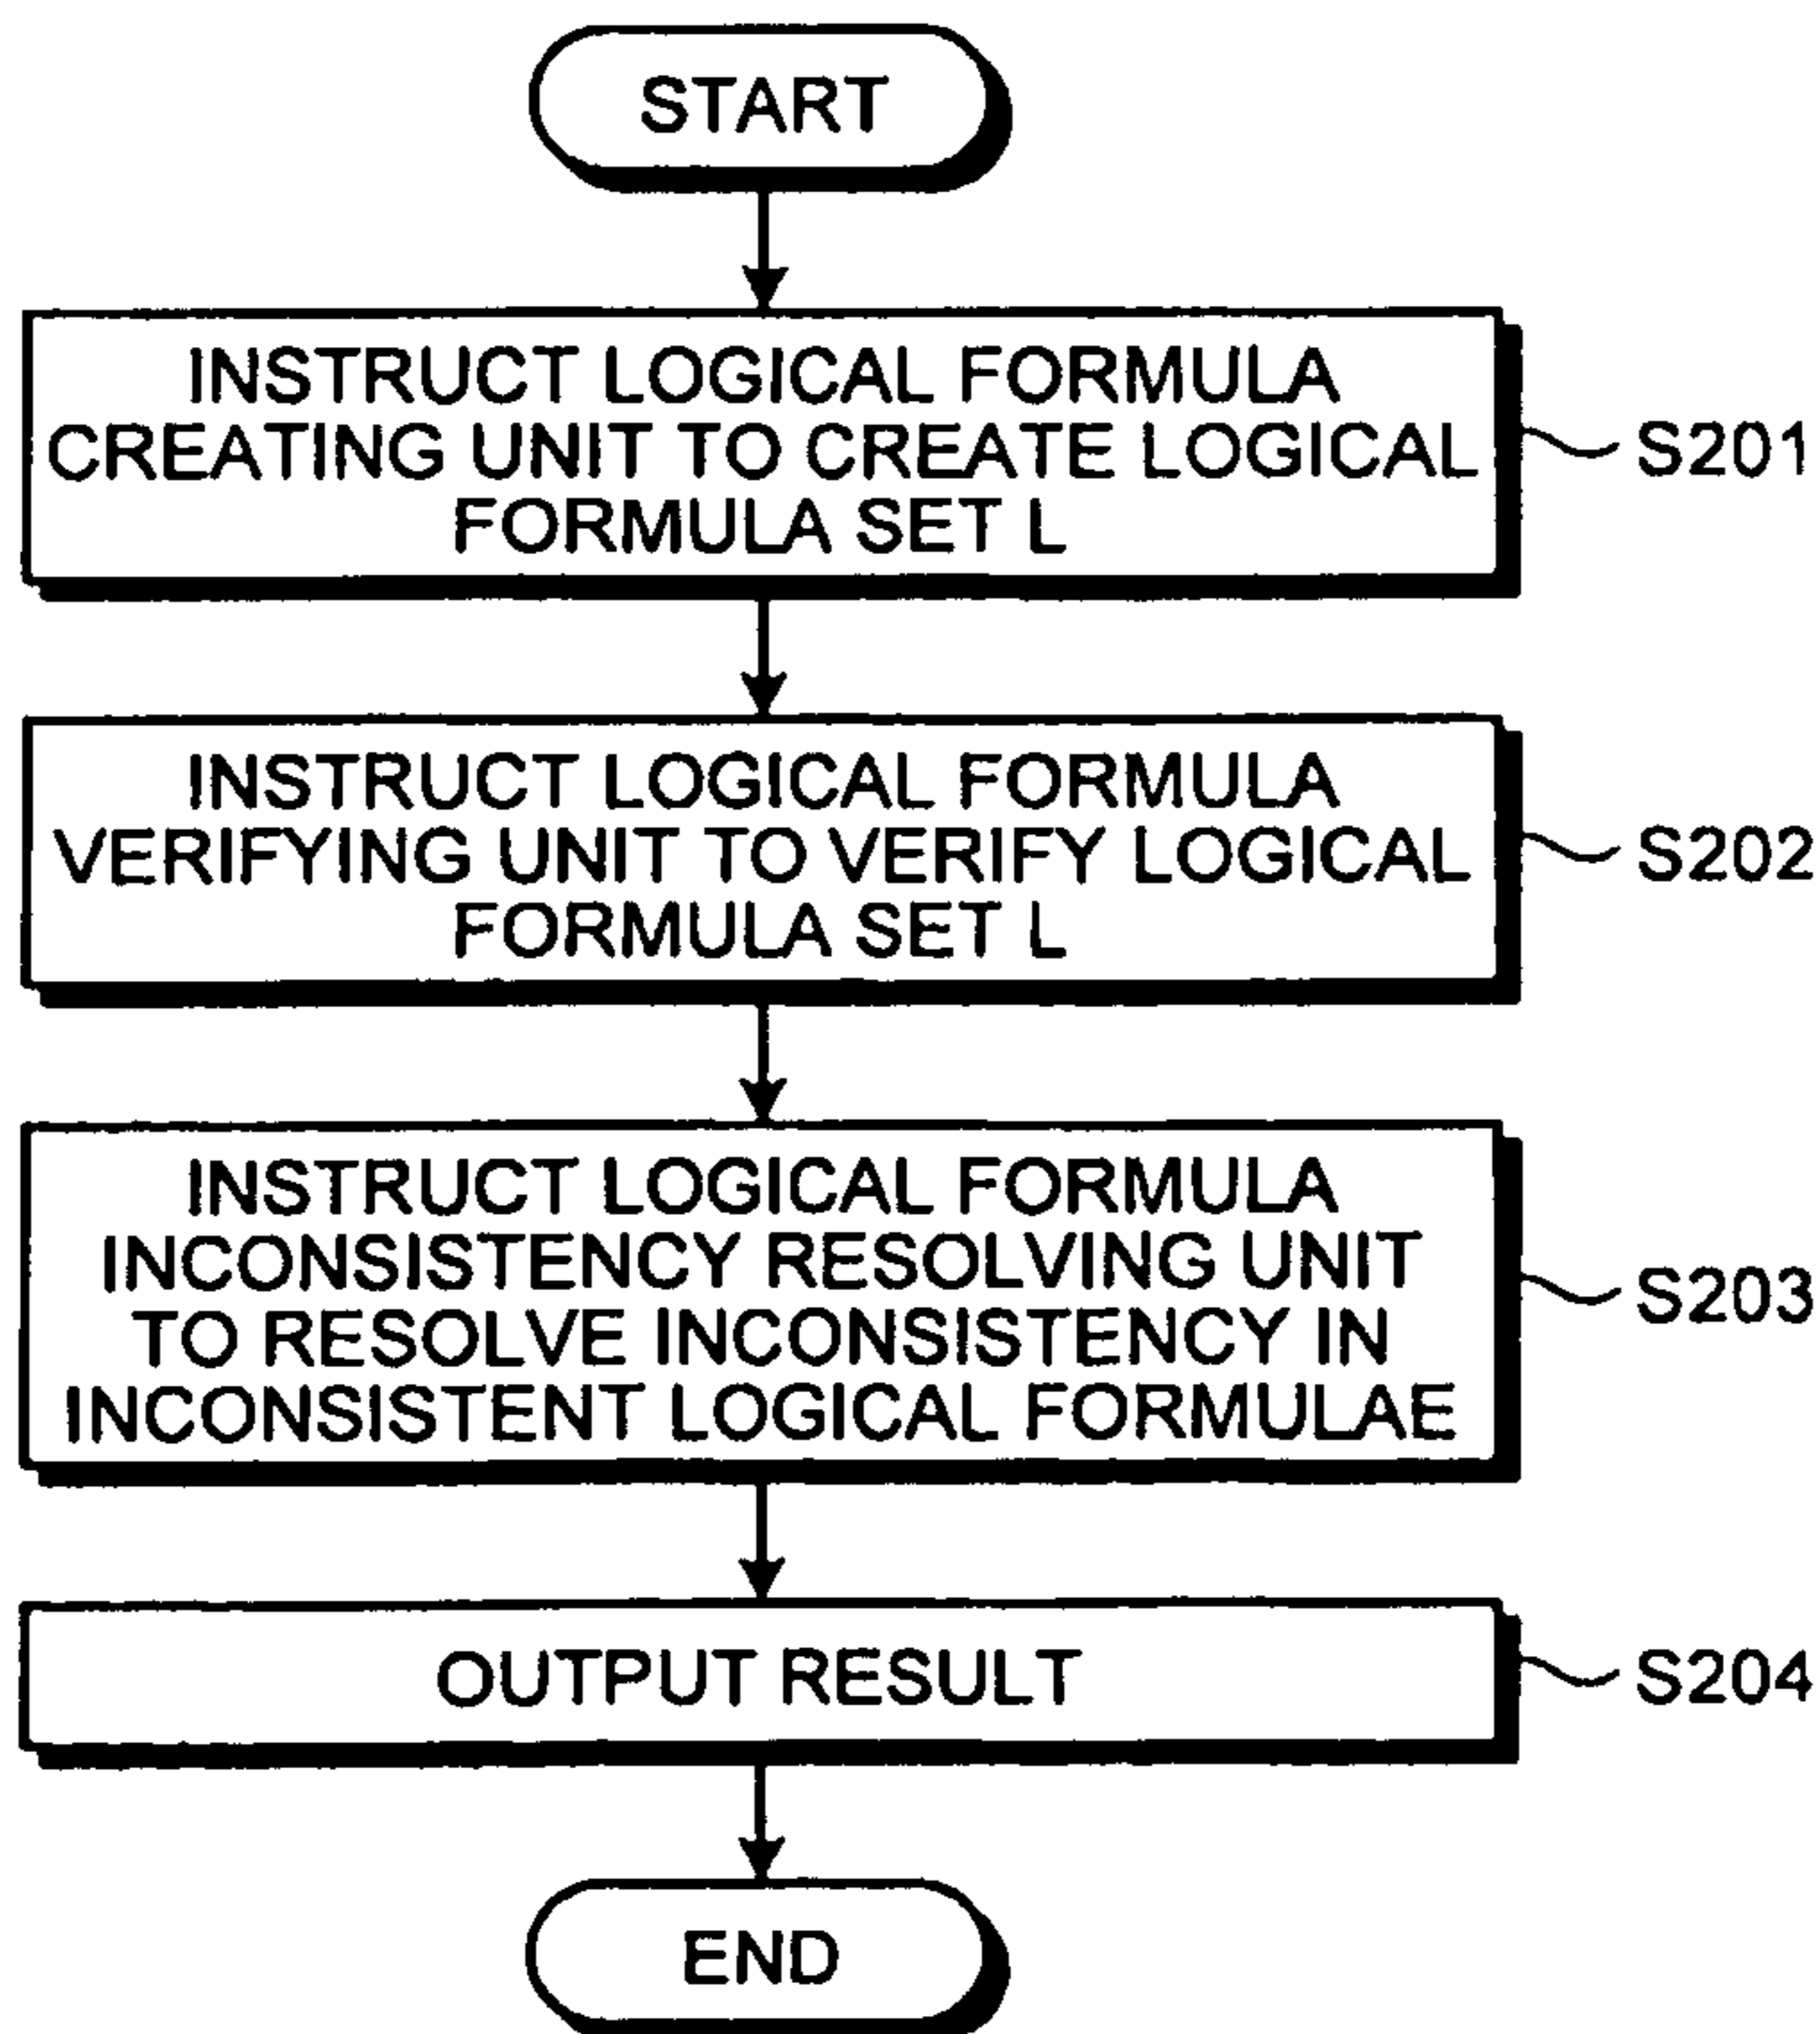 START
INSTRUCT LOGICAL FORMULA
CREATING UNIT TO CREATE LOGICAL
FORMULA SET L
S201
INSTRUCT LOGICAL FORMULA
VERIFYING UNIT TO VERIFY LOGICAL
FORMULA SET L
S202
INSTRUCT LOGICAL FORMULA
INCONSISTENCY RESOLVING UNIT
TO RESOLVE INCONSISTENCY IN
INCONSISTENT LOGICAL FORMULAE
S203
OUTPUT RESULT
S204
END